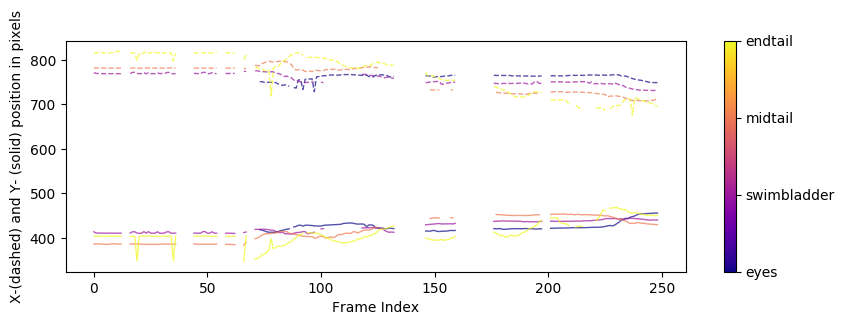 X-(dashed) and Y- (solid) position in pixels
800
700
600
500
400
0 50 100 150 200 250
Frame Index
endtail
midtail
swimbladder
eyes